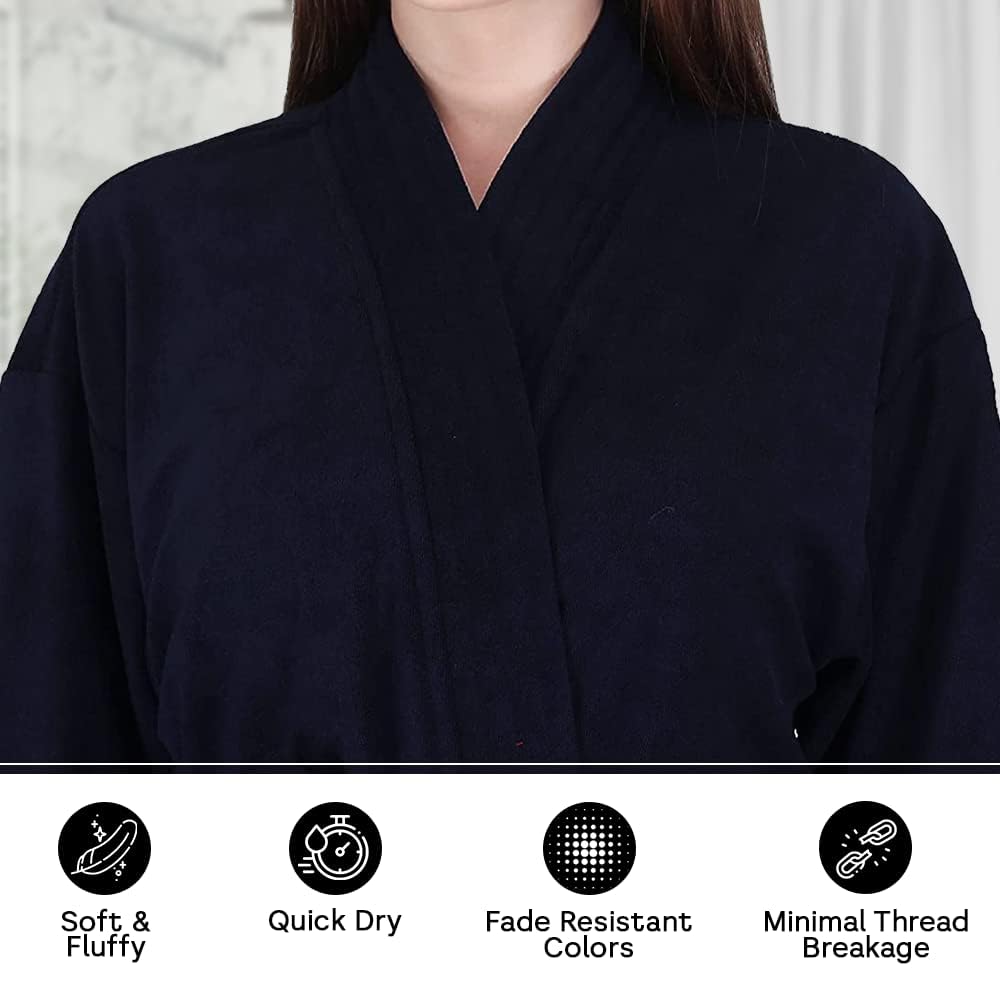 Soft &
Fluffy
Quick Dry
Fade Resistant
Colors
Minimal Thread
Breakage